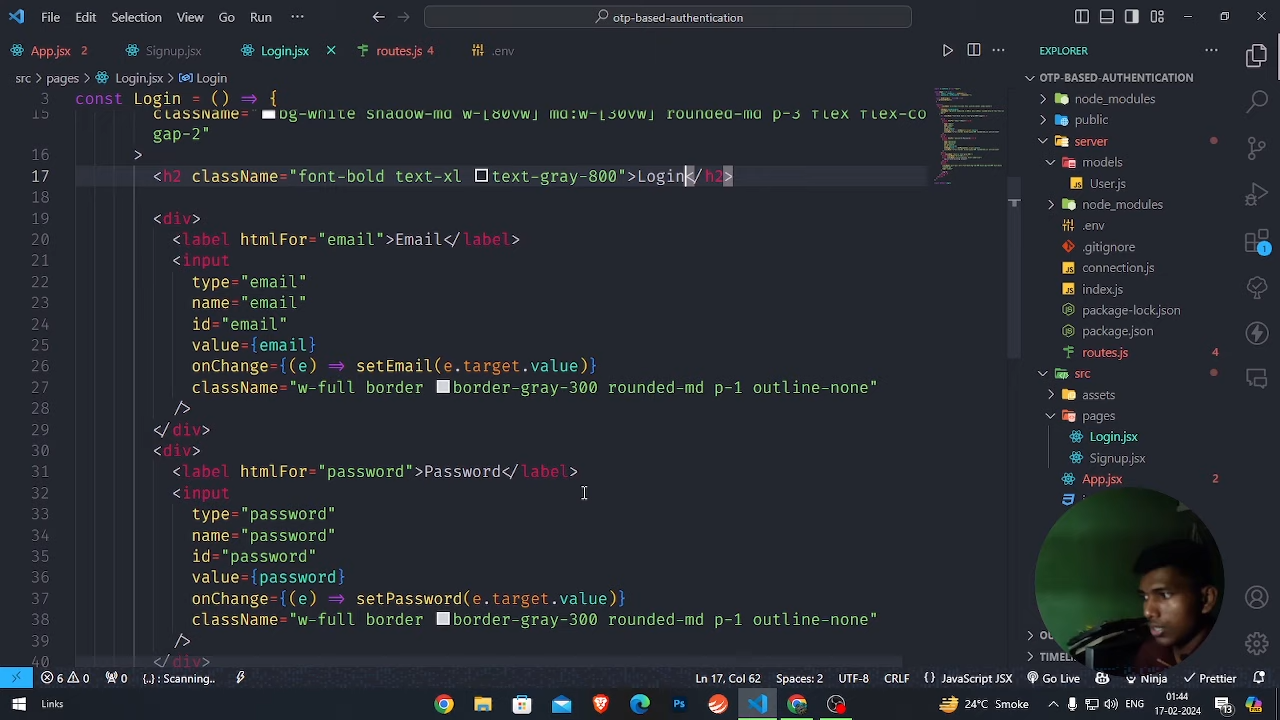 File Edit Selection View Go Run ··· otp-based-authentication
App.jsx 2 Signup.jsx Login.jsx routes.js 4 .env
EXPLORER
src > pages > Login.jsx > Login
OTP-BASED-AUTHENTICATION
3 const Login = () => {
gap-2"
16 >
17 <h2 className="font-bold text-xl text-gray-800">Login</h2>
18
19 <div>
20 <label htmlFor="email">Email</label>
21 <input
22 type="email"
23 name="email"
24 id="email"
25 value={email}
26 onChange={(e) => setEmail(e.target.value)}
27 className="w-full border border-gray-300 rounded-md p-1 outline-none"
28 />
29 </div>
30 <div>
31 <label htmlFor="password">Password</label>
32 <input
33 type="password"
34 name="password"
35 id="password"
36 value={password}
37 onChange={(e) => setPassword(e.target.value)}
38 className="w-full border border-gray-300 rounded-md p-1 outline-none"
39 />
40 </div>
node_modules
public
server
models
User.js
node_modules
.env
.gitignore
connection.js
index.js
package-lock.json
package.json
routes.js 4
src
assets
pages
Login.jsx
Signup.jsx
App.jsx 2
1
6 0 0 {..} : Scanning.. Ln 17, Col 62 Spaces: 2 UTF-8 CRLF {} JavaScript JSX Go Live Ninja Prettier
Links 24°C Smoke 01:44
17-02-2024